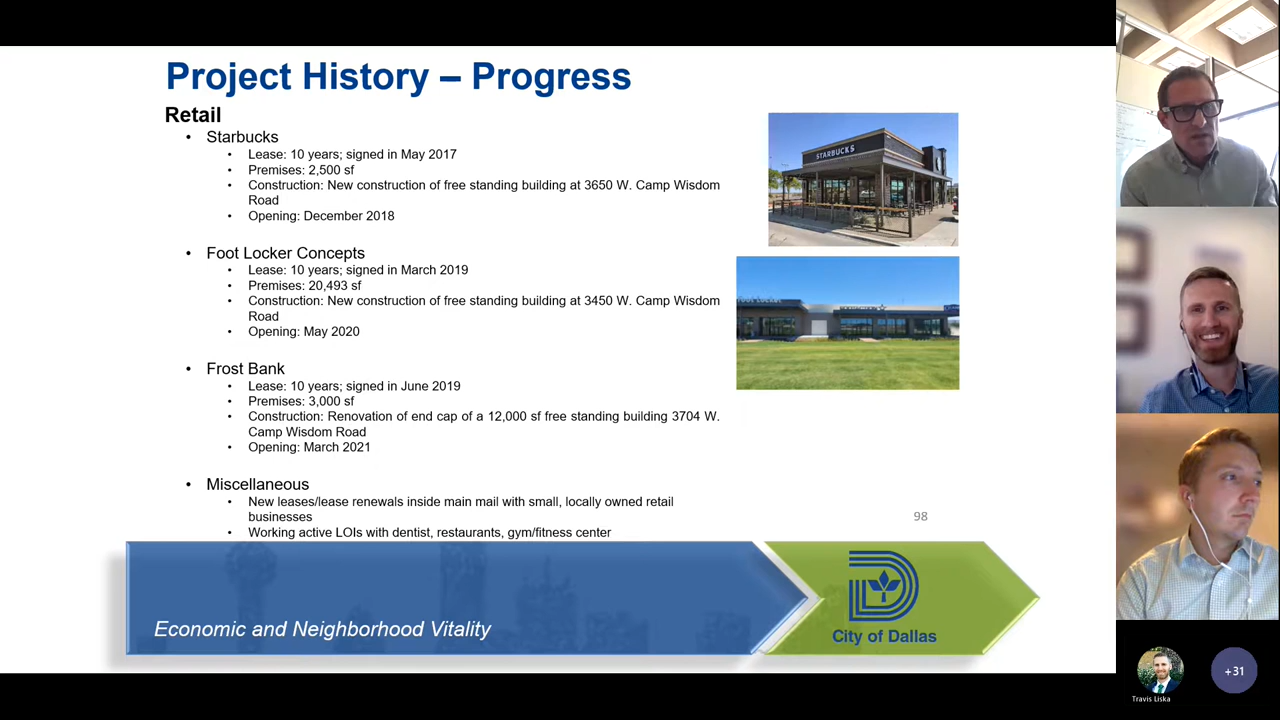 Project History – Progress
Retail
• Starbucks
• Lease: 10 years; signed in May 2017
• Premises: 2,500 sf
• Construction: New construction of free standing building at 3650 W. Camp Wisdom
Road
• Opening: December 2018
STARBUCKS
• Foot Locker Concepts
• Lease: 10 years; signed in March 2019
• Premises: 20,493 sf
• Construction: New construction of free standing building at 3450 W. Camp Wisdom
Road
• Opening: May 2020
• Frost Bank
• Lease: 10 years; signed in June 2019
• Premises: 3,000 sf
• Construction: Renovation of end cap of a 12,000 sf free standing building 3704 W.
Camp Wisdom Road
• Opening: March 2021
• Miscellaneous
• New leases/lease renewals inside main mail with small, locally owned retail
businesses
• Working active LOIs with dentist, restaurants, gym/fitness center
98
Economic and Neighborhood Vitality
City of Dallas
Travis Liska
+31